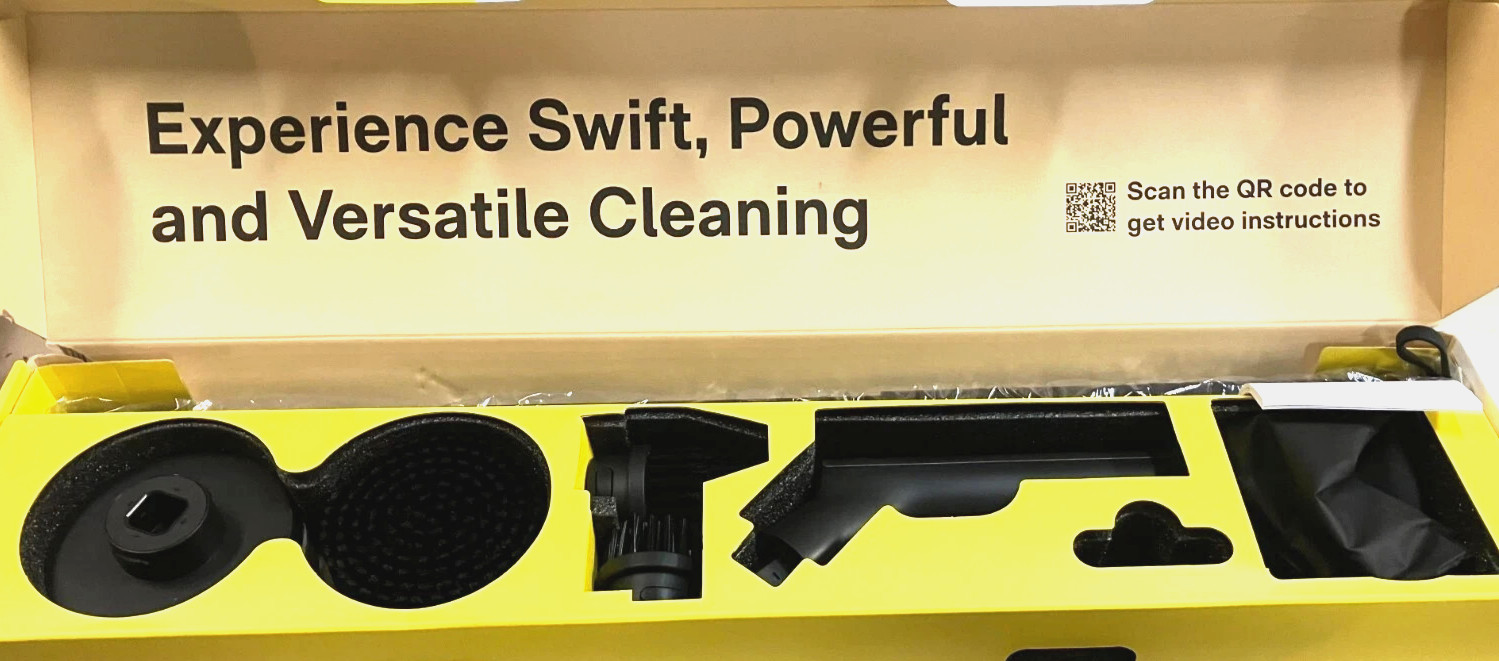 Experience Swift, Powerful
and Versatile Cleaning
Scan the QR code to
get video instructions